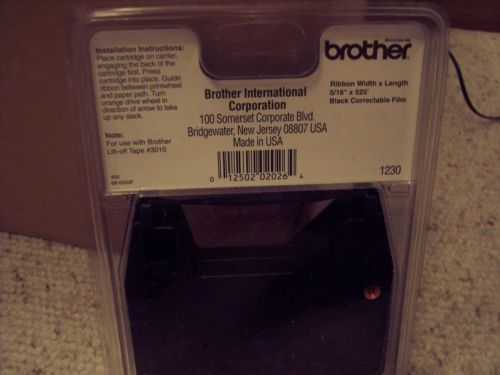 Installation Instructions:
Place cartridge on carrier,
engaging the back of the
cartridge first. Press
cartridge into place. Guide
ribbon between printwheel
and paper path. Turn
orange drive wheel in
direction of arrow to take
up any slack.
Note:
For use with Brother
Lift-off Tape #3010
Brother International
Corporation
100 Somerset Corporate Blvd.
Bridgewater, New Jersey 08807 USA
Made in USA
0 12502 02026 4
brother
Ribbon Width x Length
5/16" x 525'
Black Correctable Film
1230